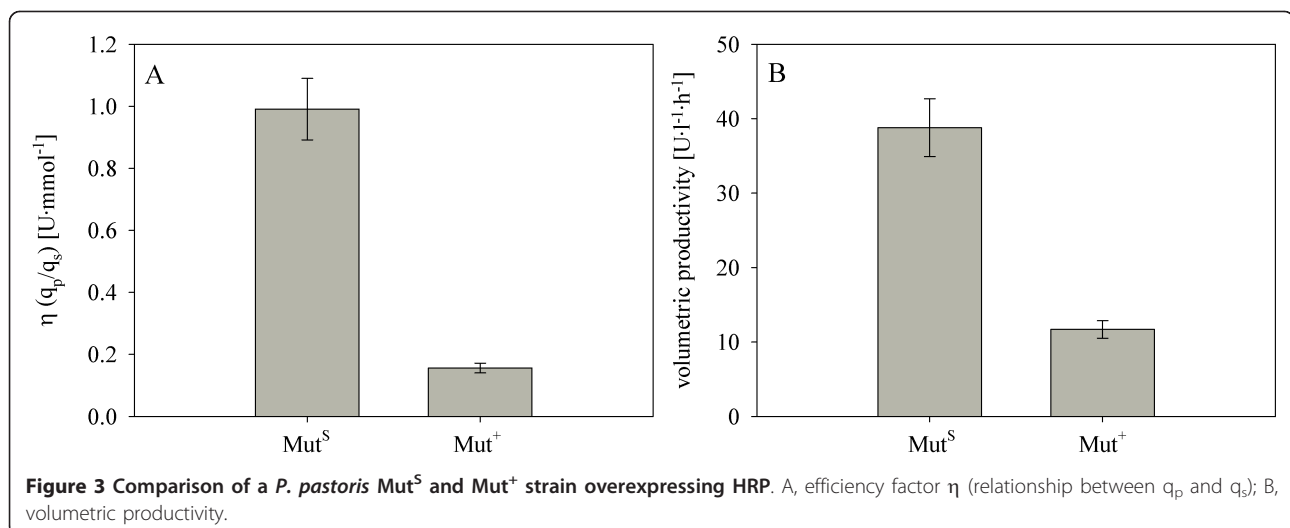 A
1.2
1.0
0.8
0.6
0.4
0.2
0.0
η (qp/qs) [U·mmol-1]
MutS
Mut+
B
50
40
30
20
10
0
volumetric productivity [U·l-1·h-1]
MutS
Mut+
Figure 3 Comparison of a P. pastoris MutS and Mut+ strain overexpressing HRP. A, efficiency factor η (relationship between qp and qs); B,
volumetric productivity.